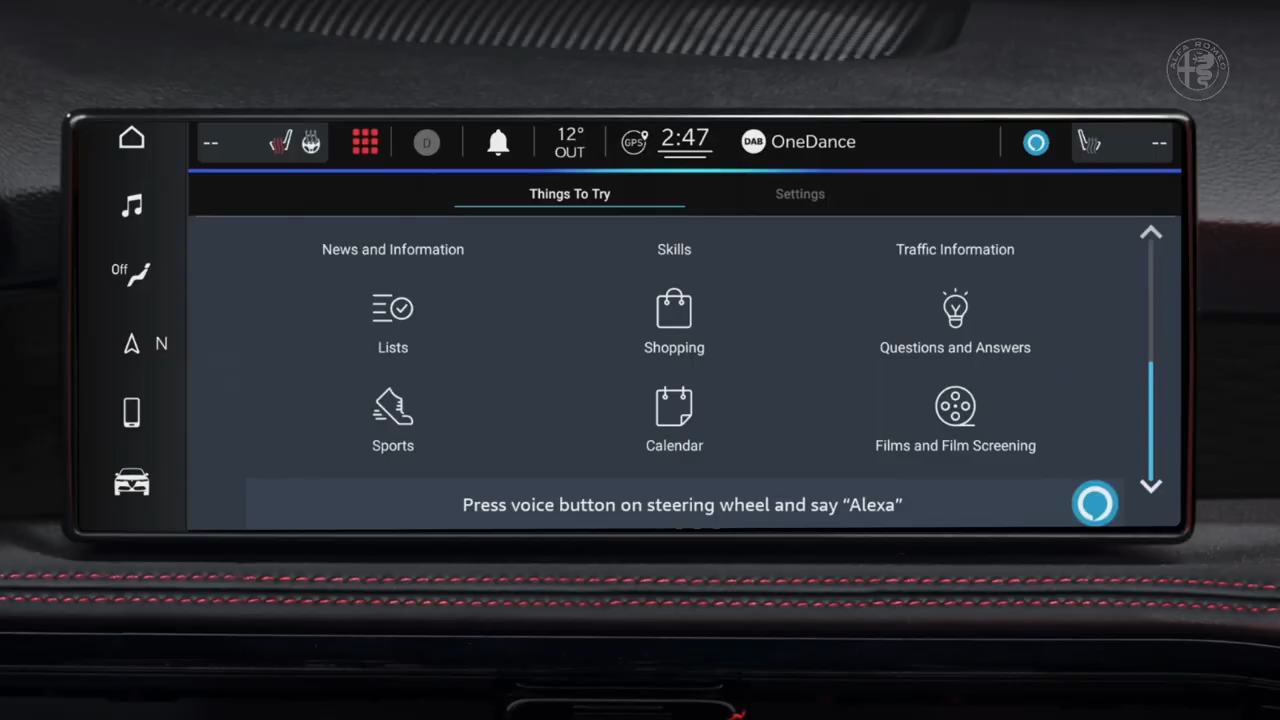 ALFA ROMEO
--
D
12°
OUT
GPS
2:47
DAB
OneDance
--
Things To Try
Settings
Off
N
News and Information
Skills
Traffic Information
Lists
Shopping
Questions and Answers
Sports
Calendar
Films and Film Screening
Press voice button on steering wheel and say “Alexa”